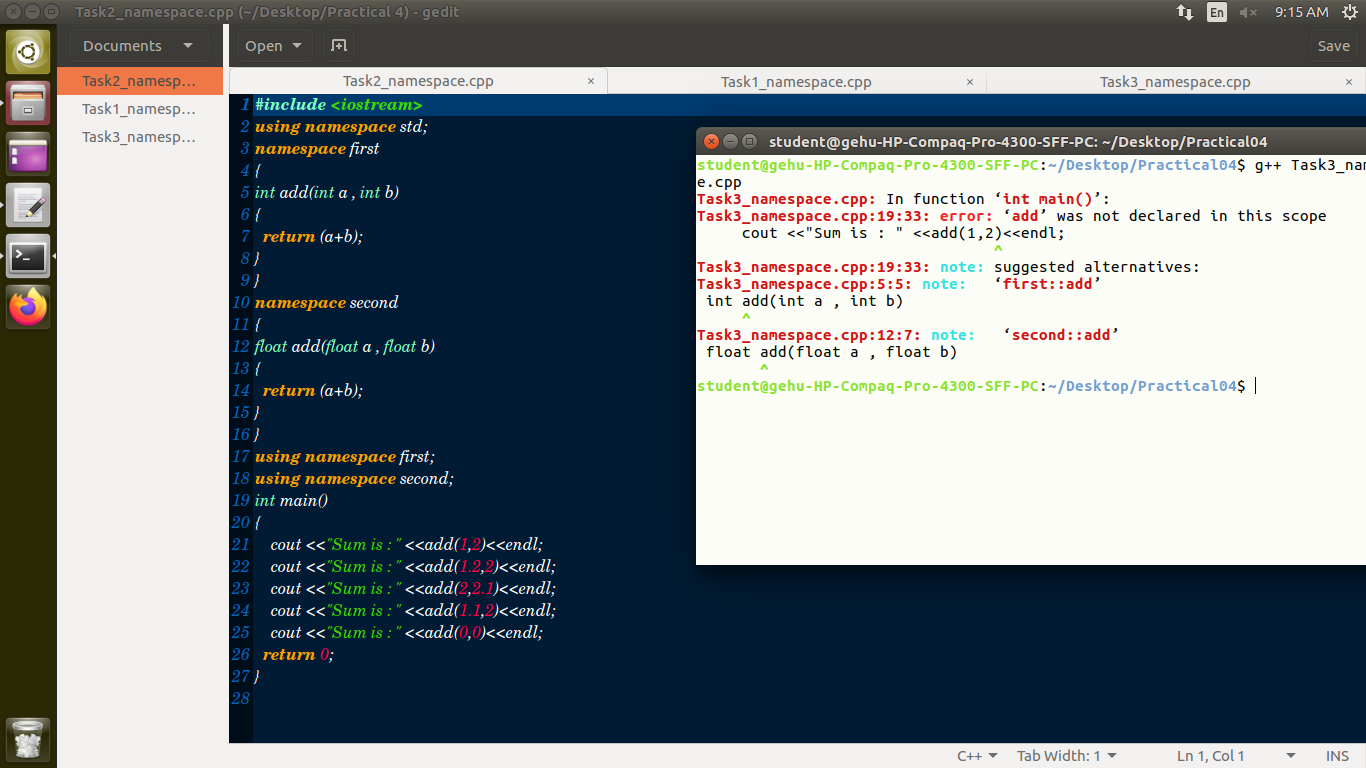 Task2_namespace.cpp (~/Desktop/Practical 4) - gedit
En
9:15 AM
Documents
Open
Save
Task2_namesp...
Task1_namesp...
Task3_namesp...
Task2_namespace.cpp ×
Task1_namespace.cpp ×
Task3_namespace.cpp ×
1 #include <iostream>
2 using namespace std;
3 namespace first
4 {
5 int add(int a , int b)
6 {
7   return (a+b);
8 }
9 }
10 namespace second
11 {
12 float add(float a , float b)
13 {
14   return (a+b);
15 }
16 }
17 using namespace first;
18 using namespace second;
19 int main()
20 {
21    cout <<"Sum is : " <<add(1,2)<<endl;
22    cout <<"Sum is : " <<add(1.2,2)<<endl;
23    cout <<"Sum is : " <<add(2,2.1)<<endl;
24    cout <<"Sum is : " <<add(1.1,2)<<endl;
25    cout <<"Sum is : " <<add(0,0)<<endl;
26   return 0;
27 }
28
student@gehu-HP-Compaq-Pro-4300-SFF-PC: ~/Desktop/Practical04
student@gehu-HP-Compaq-Pro-4300-SFF-PC:~/Desktop/Practical04$ g++ Task3_nam
e.cpp
Task3_namespace.cpp: In function ‘int main()’:
Task3_namespace.cpp:19:33: error: ‘add’ was not declared in this scope
     cout <<"Sum is : " <<add(1,2)<<endl;
^
Task3_namespace.cpp:19:33: note: suggested alternatives:
Task3_namespace.cpp:5:5: note:   ‘first::add’
 int add(int a , int b)
     ^
Task3_namespace.cpp:12:7: note:   ‘second::add’
 float add(float a , float b)
       ^
student@gehu-HP-Compaq-Pro-4300-SFF-PC:~/Desktop/Practical04$
C++
Tab Width: 1
Ln 1, Col 1
INS